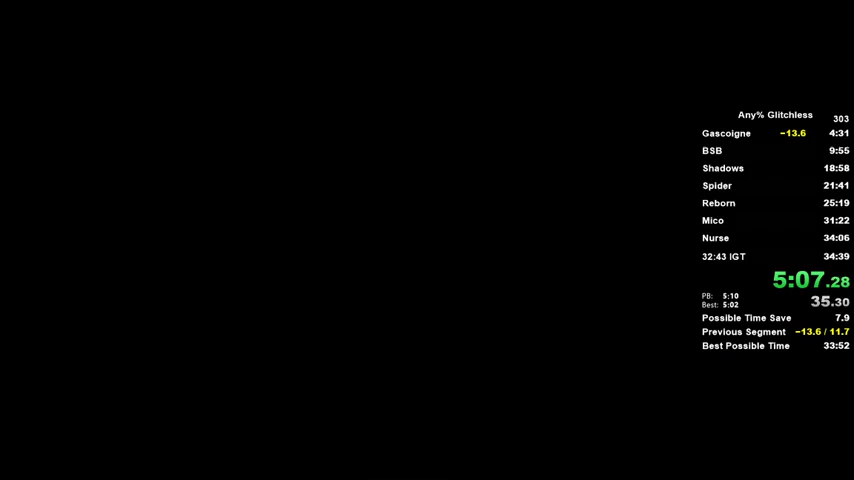 Any% Glitchless 303
Gascoigne −13.6 4:31
BSB 9:55
Shadows 18:58
Spider 21:41
Reborn 25:19
Mico 31:22
Nurse 34:06
32:43 IGT 34:39
5:07.28
PB: 5:10
Best: 5:02
35.30
Possible Time Save 7.9
Previous Segment −13.6 / 11.7
Best Possible Time 33:52